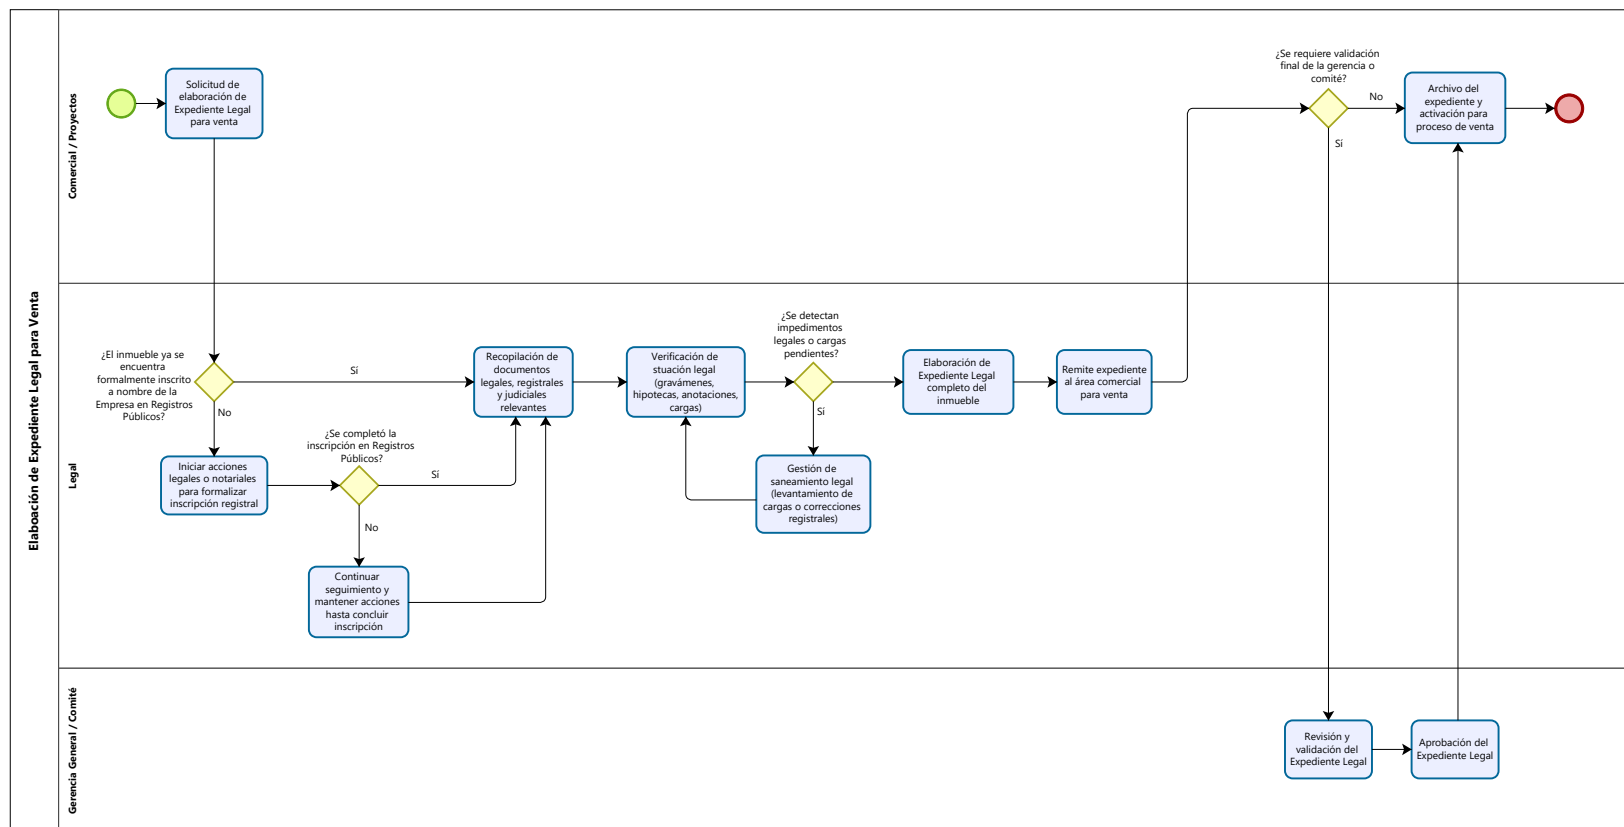 Elaboación de Expediente Legal para Venta
Comercial / Proyectos
Solicitud de
elaboración de
Expediente Legal
para venta
¿Se requiere validación
final de la gerencia o
comité?
No
Sí
Archivo del
expediente y
activación para
proceso de venta
Legal
¿El inmueble ya se
encuentra
formalmente inscrito
a nombre de la
Empresa en Registros
Públicos?
Sí
No
Iniciar acciones
legales o notariales
para formalizar
inscripción registral
¿Se completó la
inscripción en Registros
Públicos?
Sí
No
Continuar
seguimiento y
mantener acciones
hasta concluir
inscripción
Recopilación de
documentos
legales, registrales
y judiciales
relevantes
Verificación de
stuación legal
(gravámenes,
hipotecas, anotaciones,
cargas)
¿Se detectan
impedimentos
legales o cargas
pendientes?
Sí
Gestión de
saneamiento legal
(levantamiento de
cargas o correcciones
registrales)
Elaboración de
Expediente Legal
completo del
inmueble
Remite expediente
al área comercial
para venta
Gerencia General / Comité
Revisión y
validación del
Expediente Legal
Aprobación del
Expediente Legal